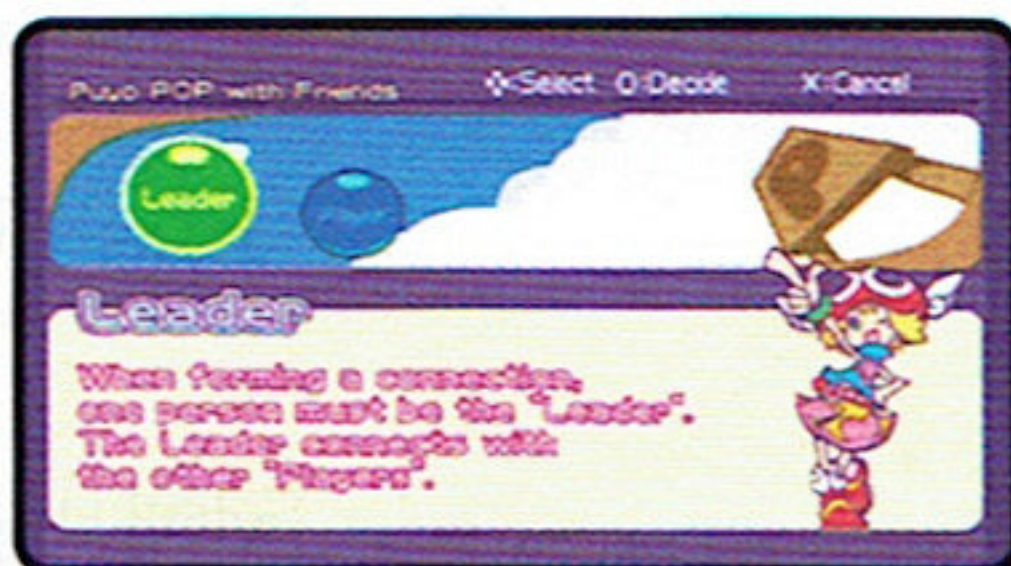 Puyo POP with Friends
Select O:Decide X:Cancel
Leader
Leader
When forming a connection,
one person must be the "Leader".
The Leader connects with
the other "Players".